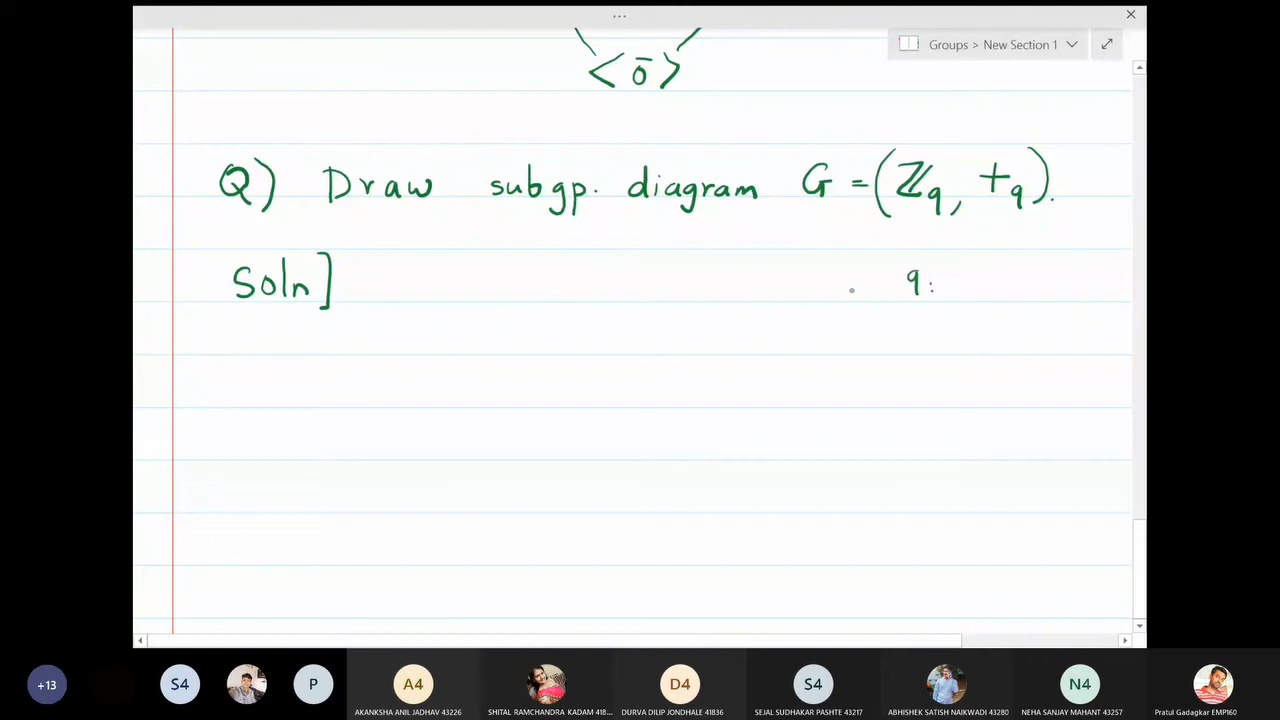 Groups > New Section 1
< ō >
Q) Draw subgp. diagram G = (ℤ₉, +₉).
Soln]
9:
+13
S4
P
A4
D4
S4
N4
AKANKSHA ANIL JADHAV 43226
SHITAL RAMCHANDRA KADAM 418...
DURVA DILIP JONDHALE 41836
SEJAL SUDHAKAR PASHTE 43217
ABHISHEK SATISH NAIKWADI 43280
NEHA SANJAY MAHANT 43257
Pratul Gadagkar EMP160